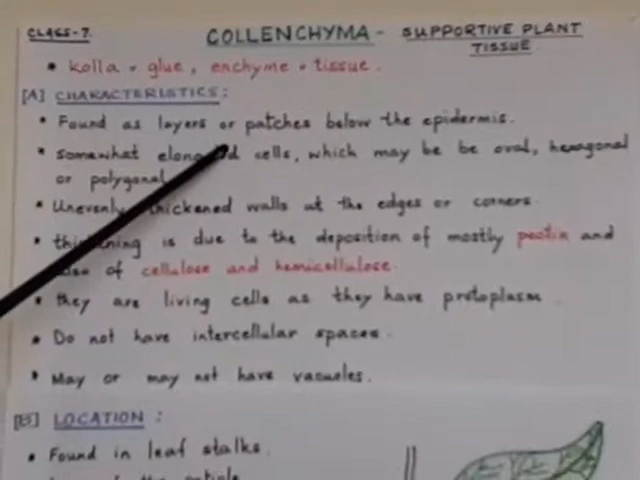 CLASS-7. COLLENCHYMA - SUPPORTIVE PLANT
TISSUE
• kolla = glue, enchyme = tissue.
[A] CHARACTERISTICS:
• Found as layers or patches below the epidermis.
• Somewhat elongated cells, which may be be oval, hexagonal
or polygonal
• Unevenly thickened walls at the edges or corners.
• thickening is due to the deposition of mostly pectin and
of cellulose and hemicellulose.
• they are living cells as they have protoplasm.
• Do not have intercellular spaces.
• May or may not have vacuoles.
[B] LOCATION:
• Found in leaf stalks.